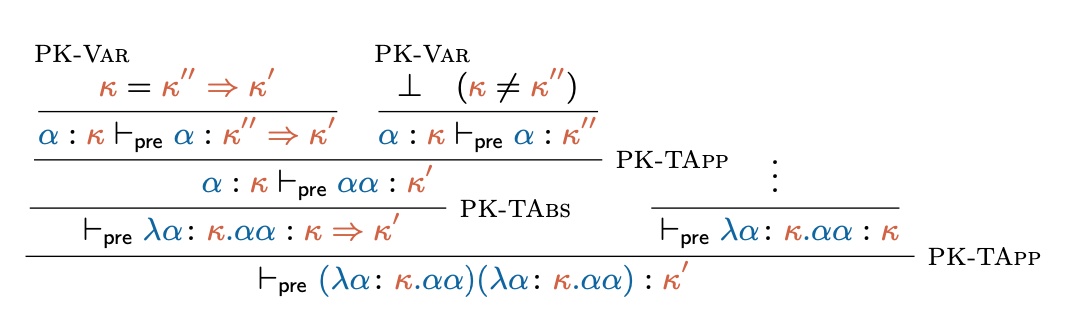 PK-VAR PK-VAR
κ = κ′′ ⇒ κ′ ⊥ (κ ≠ κ′′)
α : κ ⊢pre α : κ′′ ⇒ κ′ α : κ ⊢pre α : κ′′
PK-TAPP ⋮
α : κ ⊢pre αα : κ′
PK-TABS
⊢pre λα: κ.αα : κ ⇒ κ′ ⊢pre λα: κ.αα : κ
PK-TAPP
⊢pre (λα: κ.αα)(λα: κ.αα) : κ′